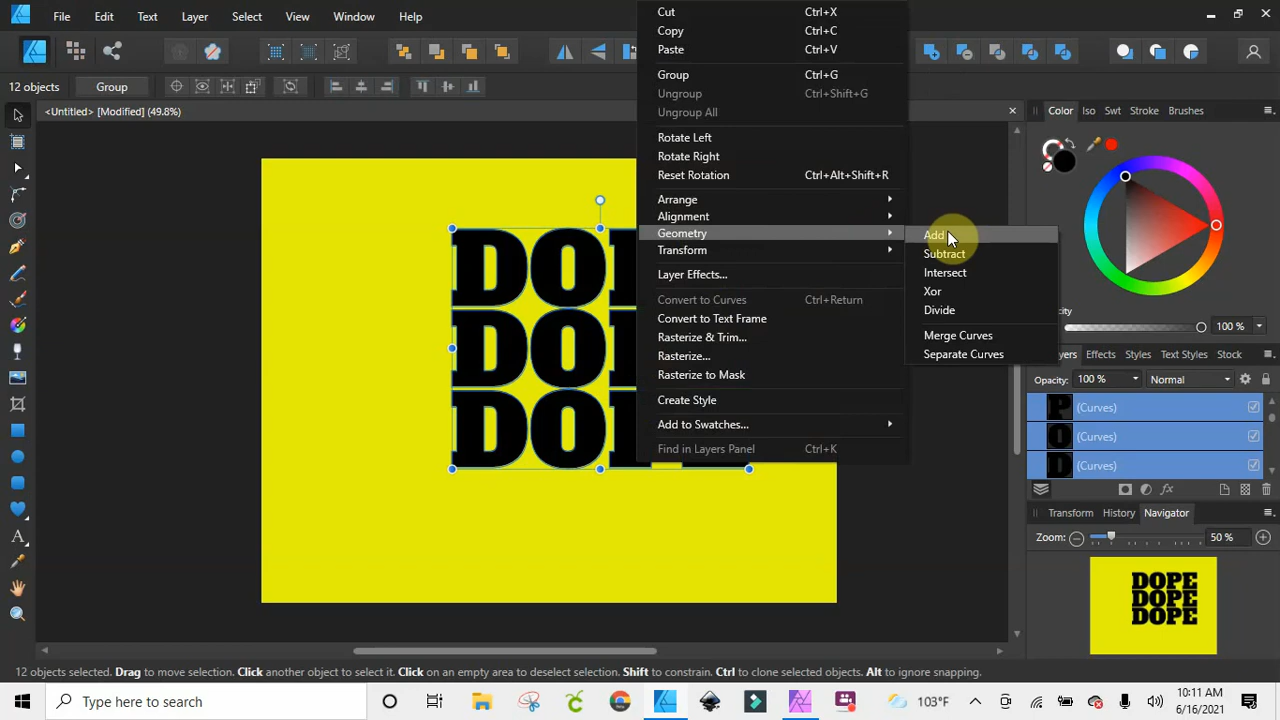 File Edit Text Layer Select View Window Help
12 objects Group
<Untitled> [Modified] (49.8%)
Cut Ctrl+X
Copy Ctrl+C
Paste Ctrl+V
Group Ctrl+G
Ungroup Ctrl+Shift+G
Ungroup All
Rotate Left
Rotate Right
Reset Rotation Ctrl+Alt+Shift+R
Arrange
Alignment
Geometry
Transform
Layer Effects...
Convert to Curves Ctrl+Return
Convert to Text Frame
Rasterize & Trim...
Rasterize...
Rasterize to Mask
Create Style
Add to Swatches...
Find in Layers Panel Ctrl+K
Add
Subtract
Intersect
Xor
Divide
Merge Curves
Separate Curves
Color Iso Swt Stroke Brushes
100 %
Effects Styles Text Styles Stock
Opacity: 100 % Normal
(Curves)
(Curves)
(Curves)
Transform History Navigator
Zoom: 50 %
DOPE
DOPE
DOPE
12 objects selected. Drag to move selection. Click another object to select it. Click on an empty area to deselect selection. Shift to constrain. Ctrl to clone selected objects. Alt to ignore snapping.
Type here to search
103°F
10:11 AM
6/16/2021